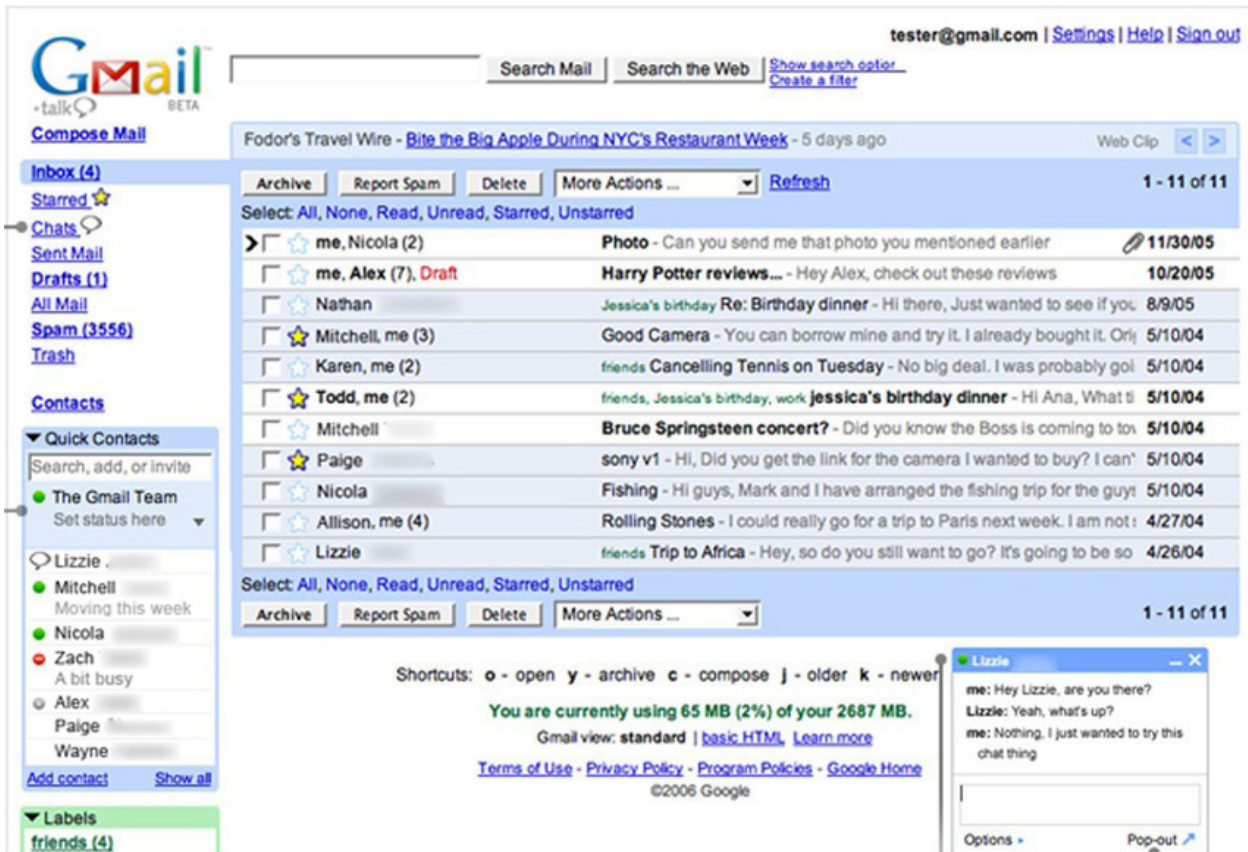 tester@gmail.com | Settings | Help | Sign out
Gmail
+talk BETA
Search Mail Search the Web Show search option
Create a filter
Compose Mail
Inbox (4)
Starred
Chats
Sent Mail
Drafts (1)
All Mail
Spam (3556)
Trash
Contacts
Quick Contacts
Search, add, or invite
The Gmail Team
Set status here
Lizzie
Mitchell
Moving this week
Nicola
Zach
A bit busy
Alex
Paige
Wayne
Add contact Show all
Labels
friends (4)
Fodor's Travel Wire - Bite the Big Apple During NYC's Restaurant Week - 5 days ago Web Clip < >
Archive Report Spam Delete More Actions ... Refresh 1 - 11 of 11
Select: All, None, Read, Unread, Starred, Unstarred
me, Nicola (2) Photo - Can you send me that photo you mentioned earlier 11/30/05
me, Alex (7), Draft Harry Potter reviews... - Hey Alex, check out these reviews 10/20/05
Nathan Jessica's birthday Re: Birthday dinner - Hi there, Just wanted to see if you 8/9/05
Mitchell, me (3) Good Camera - You can borrow mine and try it. I already bought it. Orig 5/10/04
Karen, me (2) friends Cancelling Tennis on Tuesday - No big deal. I was probably goi 5/10/04
Todd, me (2) friends, Jessica's birthday, work jessica's birthday dinner - Hi Ana, What ti 5/10/04
Mitchell Bruce Springsteen concert? - Did you know the Boss is coming to tow 5/10/04
Paige sony v1 - Hi, Did you get the link for the camera I wanted to buy? I can' 5/10/04
Nicola Fishing - Hi guys, Mark and I have arranged the fishing trip for the guys 5/10/04
Allison, me (4) Rolling Stones - I could really go for a trip to Paris next week. I am not 4/27/04
Lizzie friends Trip to Africa - Hey, so do you still want to go? It's going to be so 4/26/04
Select: All, None, Read, Unread, Starred, Unstarred
Archive Report Spam Delete More Actions ... 1 - 11 of 11
Shortcuts: o - open y - archive c - compose j - older k - newer
You are currently using 65 MB (2%) of your 2687 MB.
Gmail view: standard | basic HTML Learn more
Terms of Use - Privacy Policy - Program Policies - Google Home
©2006 Google
Lizzie
me: Hey Lizzie, are you there?
Lizzie: Yeah, what's up?
me: Nothing, I just wanted to try this
chat thing
Options Pop-out